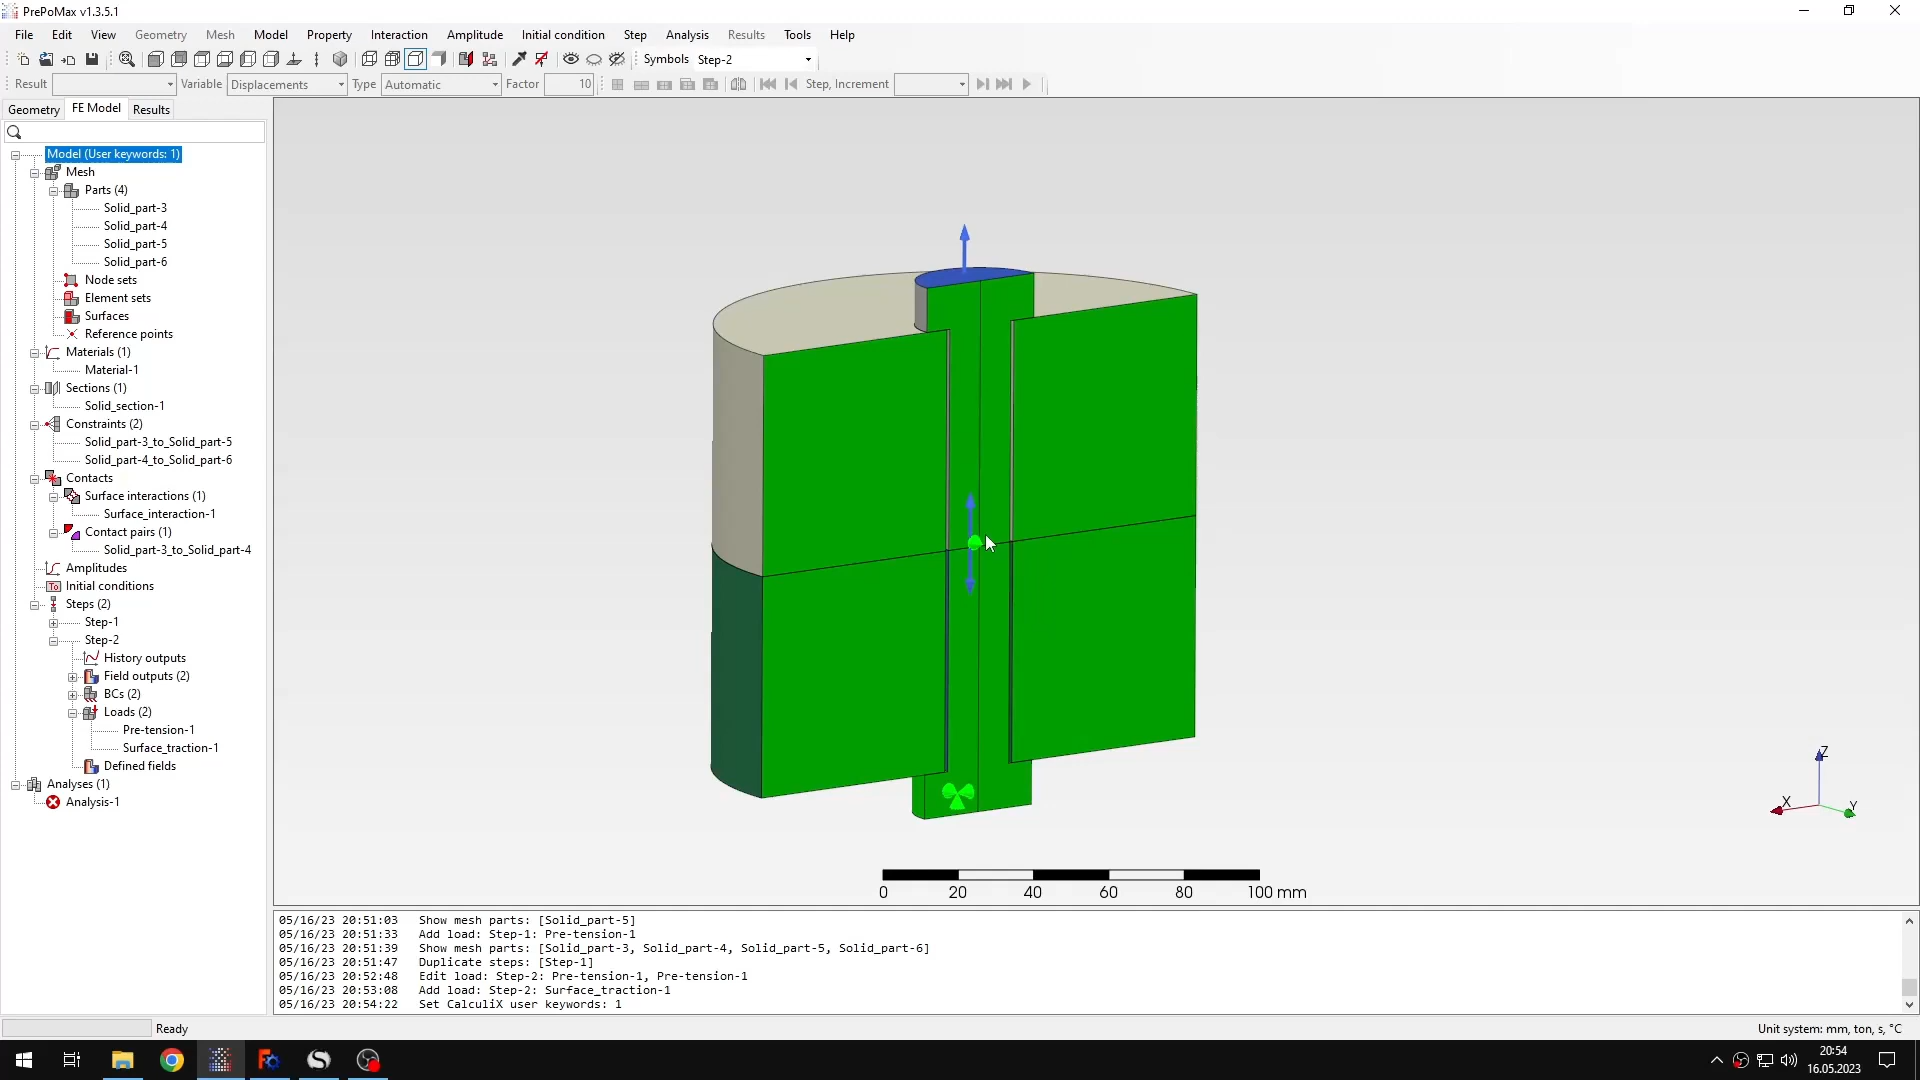 PrePoMax v1.3.5.1
File Edit View Geometry Mesh Model Property Interaction Amplitude Initial condition Step Analysis Results Tools Help
Symbols Step-2
Result Variable Displacements Type Automatic Factor 10 Step, Increment
Geometry FE Model Results
Model (User keywords: 1)
Mesh
Parts (4)
Solid_part-3
Solid_part-4
Solid_part-5
Solid_part-6
Node sets
Element sets
Surfaces
Reference points
Materials (1)
Material-1
Sections (1)
Solid_section-1
Constraints (2)
Solid_part-3_to_Solid_part-5
Solid_part-4_to_Solid_part-6
Contacts
Surface interactions (1)
Surface_interaction-1
Contact pairs (1)
Solid_part-3_to_Solid_part-4
Amplitudes
Initial conditions
Steps (2)
Step-1
Step-2
History outputs
Field outputs (2)
BCs (2)
Loads (2)
Pre-tension-1
Surface_traction-1
Defined fields
Analyses (1)
Analysis-1
Z
X Y
0 20 40 60 80 100 mm
05/16/23 20:51:03 Show mesh parts: [Solid_part-5]
05/16/23 20:51:33 Add load: Step-1: Pre-tension-1
05/16/23 20:51:39 Show mesh parts: [Solid_part-3, Solid_part-4, Solid_part-5, Solid_part-6]
05/16/23 20:51:47 Duplicate steps: [Step-1]
05/16/23 20:52:48 Edit load: Step-2: Pre-tension-1, Pre-tension-1
05/16/23 20:53:08 Add load: Step-2: Surface_traction-1
05/16/23 20:54:22 Set CalculiX user keywords: 1
Ready Unit system: mm, ton, s, °C
20:54
16.05.2023